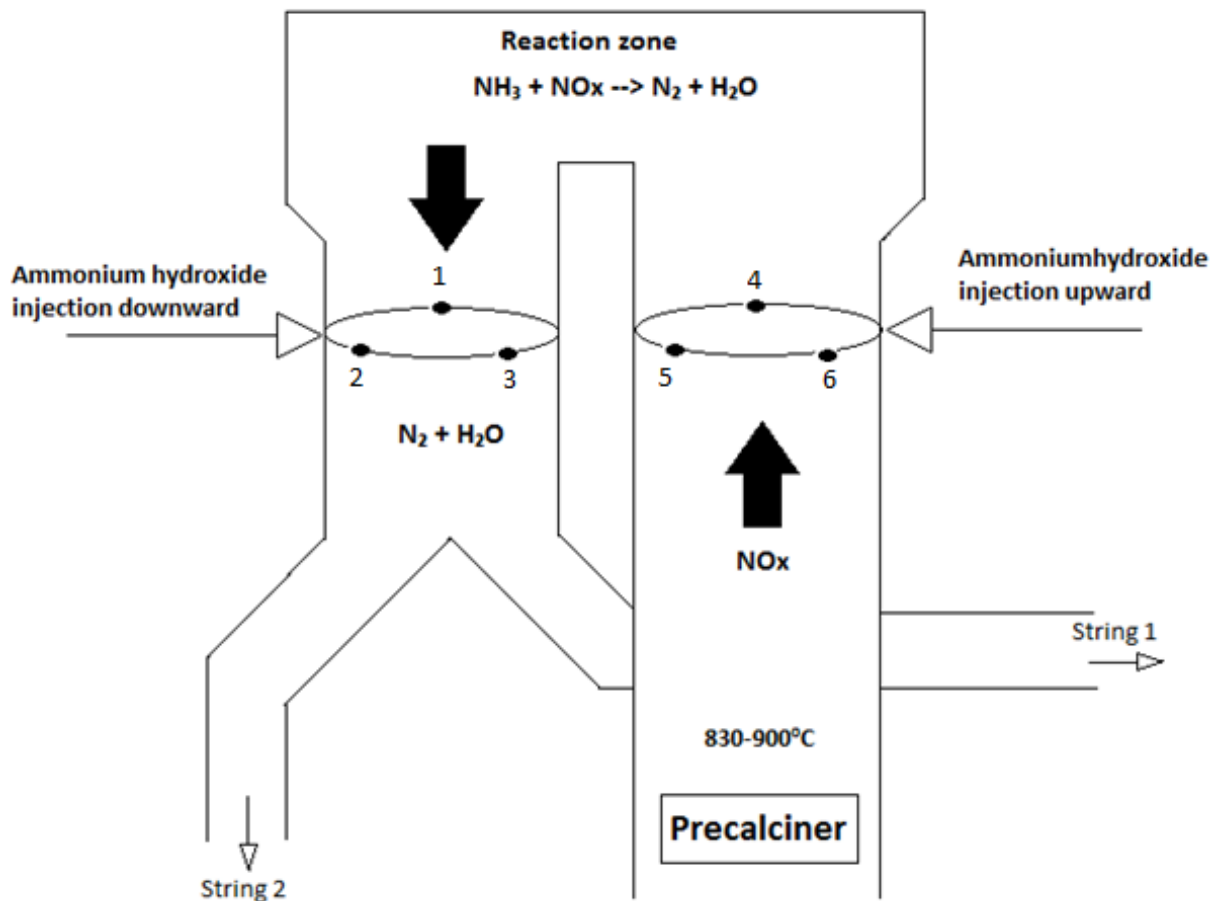 Reaction zone
NH₃ + NOx --> N₂ + H₂O
Ammonium hydroxide
injection downward
1
2
3
4
5
6
Ammoniumhydroxide
injection upward
N₂ + H₂O
NOx
String 1
830-900⁰C
Precalciner
String 2